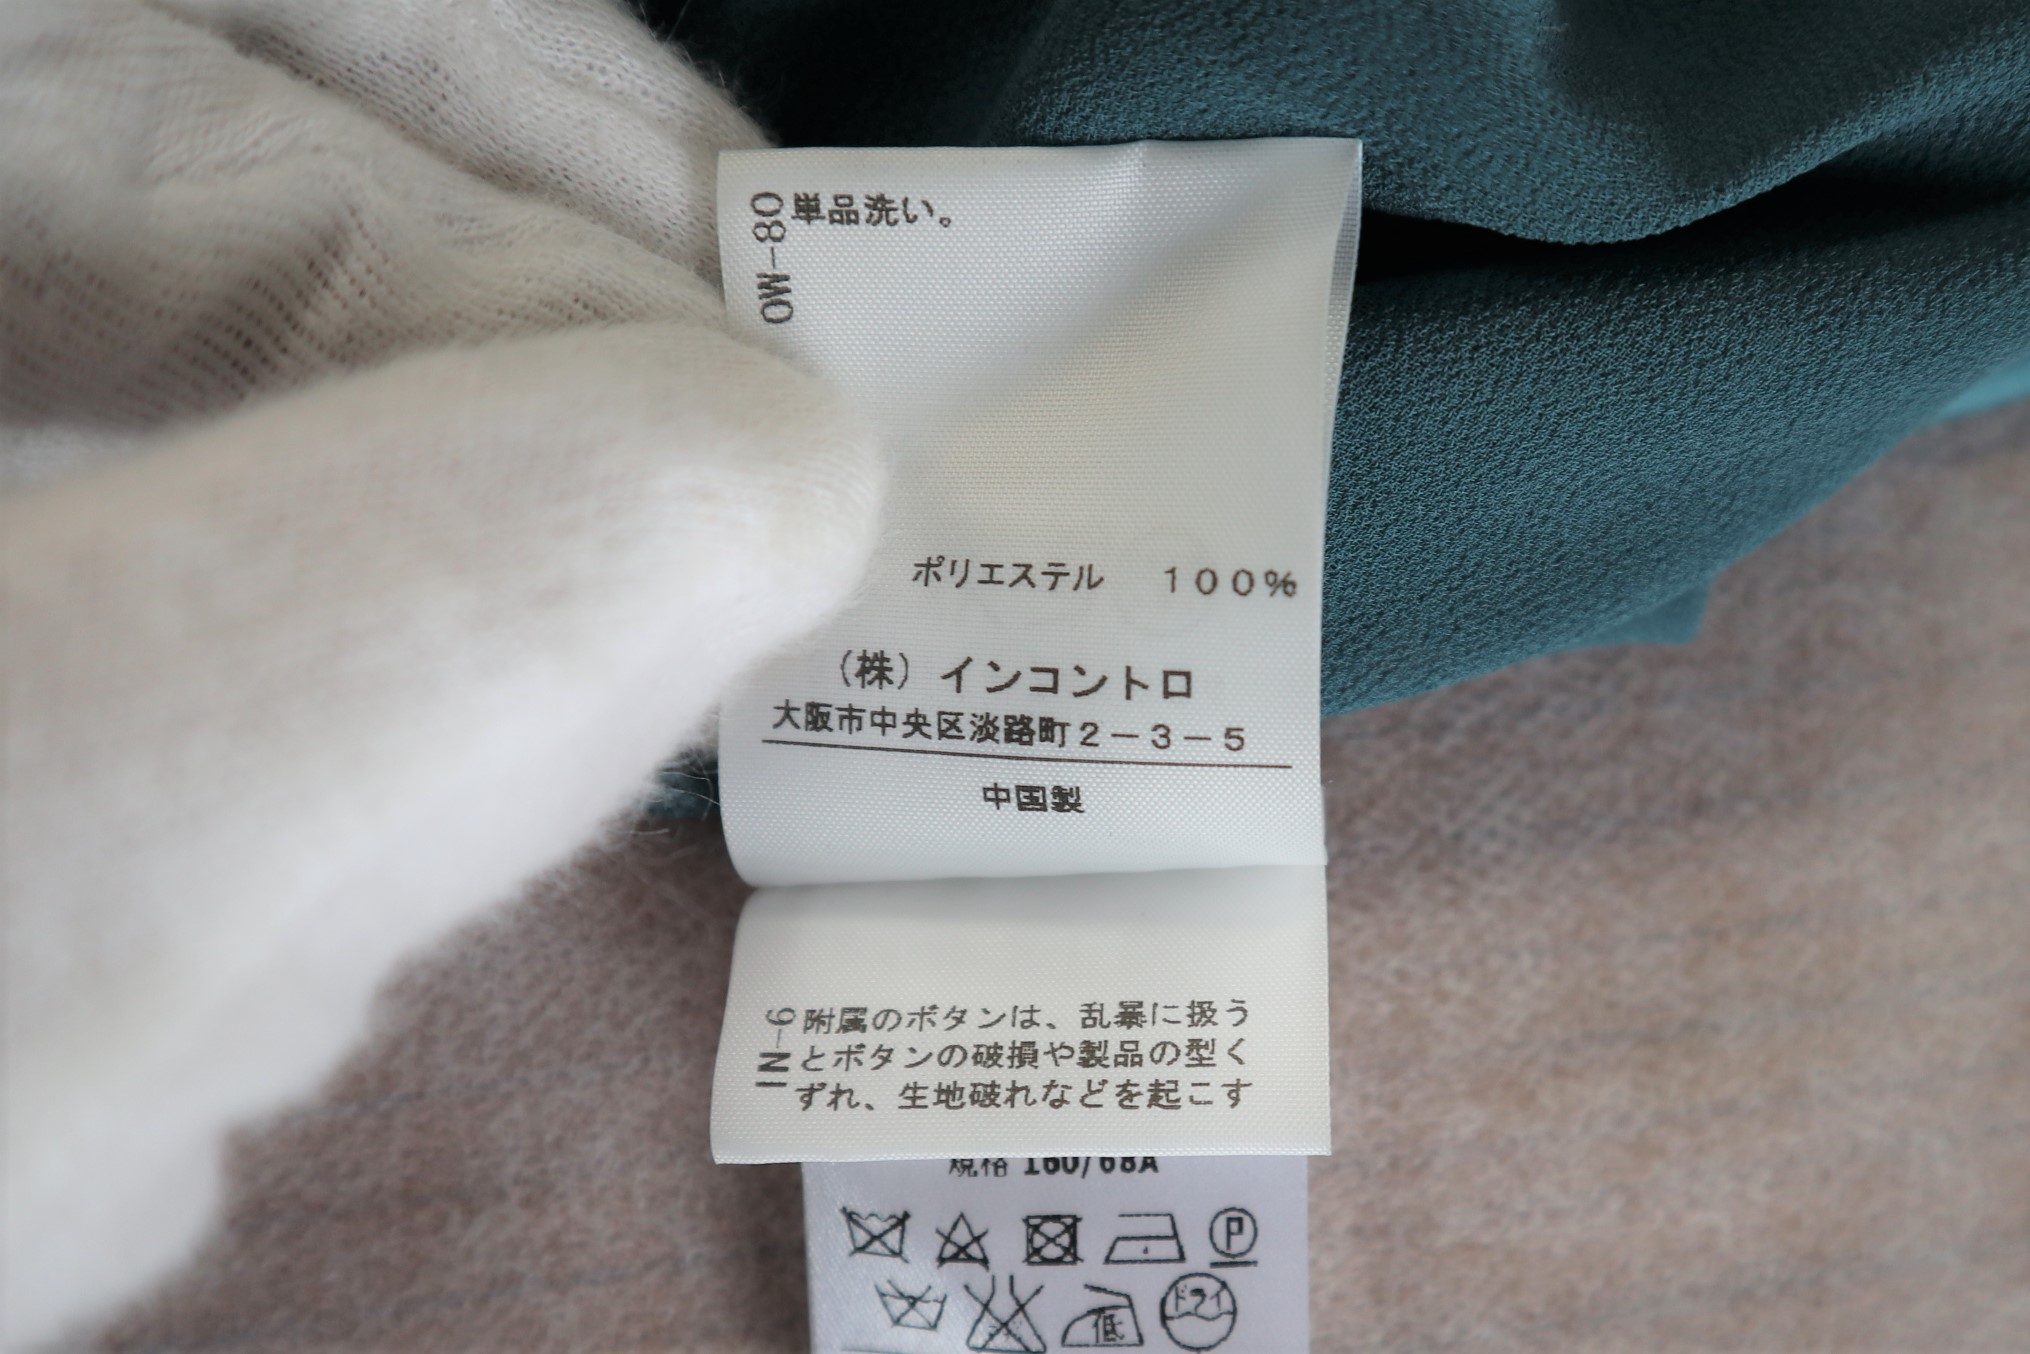 OW-80
単品洗い。
ポリエステル 100%
(株)インコントロ
大阪市中央区淡路町2-3-5
中国製
IN-6
附属のボタンは、乱暴に扱う
とボタンの破損や製品の型く
ずれ、生地破れなどを起こす
規格 160/68A
P
低
ドライ